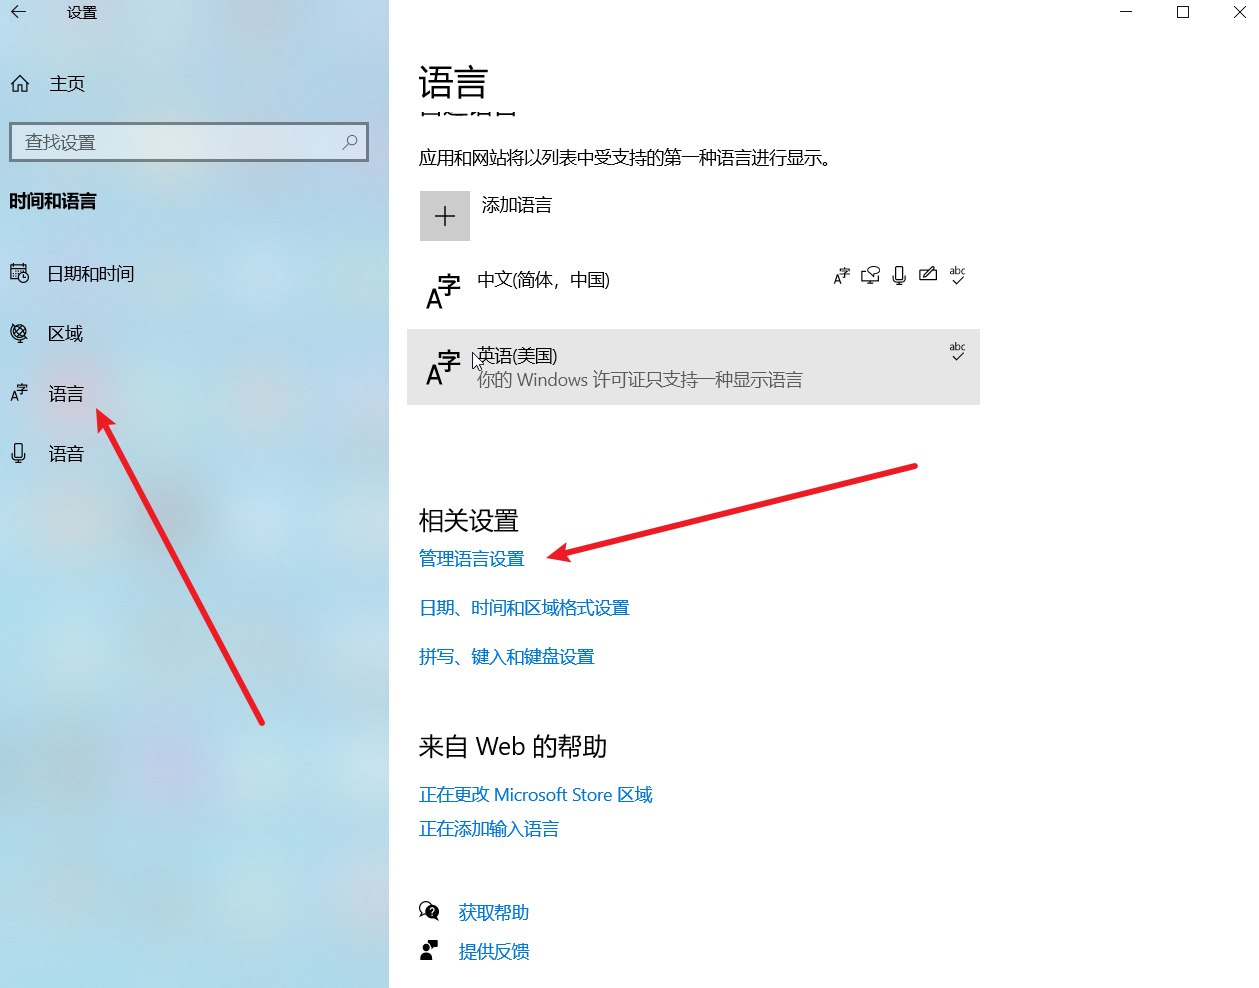 设置
主页
查找设置
时间和语言
日期和时间
区域
语言
语音
语言
应用和网站将以列表中受支持的第一种语言进行显示。
添加语言
中文(简体，中国)
英语(美国)
你的 Windows 许可证只支持一种显示语言
相关设置
管理语言设置
日期、时间和区域格式设置
拼写、键入和键盘设置
来自 Web 的帮助
正在更改 Microsoft Store 区域
正在添加输入语言
获取帮助
提供反馈